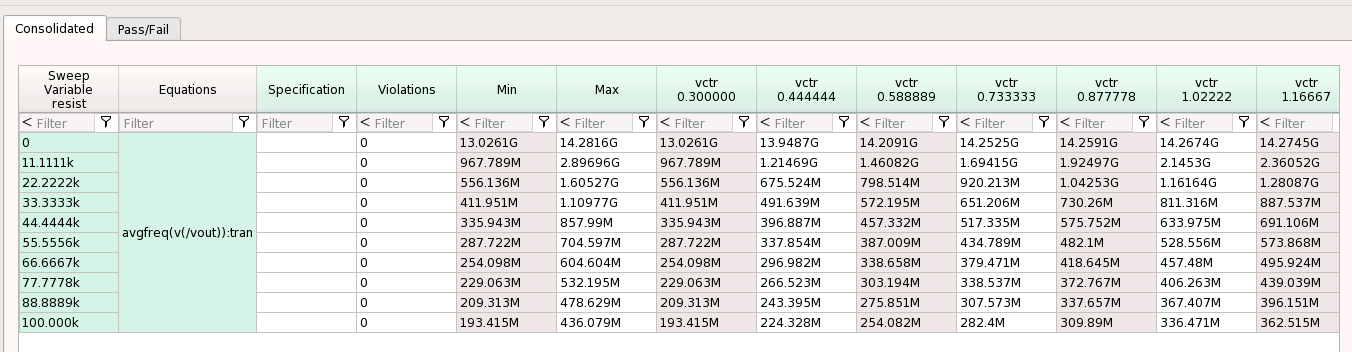 Consolidated Pass/Fail
Sweep Variable resist Equations Specification Violations Min Max vctr 0.300000 vctr 0.444444 vctr 0.588889 vctr 0.733333 vctr 0.877778 vctr 1.02222 vctr 1.16667
< Filter Filter Filter < Filter < Filter < Filter < Filter < Filter < Filter < Filter < Filter < Filter < Filter
0 0 13.0261G 14.2816G 13.0261G 13.9487G 14.2091G 14.2525G 14.2591G 14.2674G 14.2745G
11.1111k 0 967.789M 2.89696G 967.789M 1.21469G 1.46082G 1.69415G 1.92497G 2.1453G 2.36052G
22.2222k 0 556.136M 1.60527G 556.136M 675.524M 798.514M 920.213M 1.04253G 1.16164G 1.28087G
33.3333k 0 411.951M 1.10977G 411.951M 491.639M 572.195M 651.206M 730.26M 811.316M 887.537M
44.4444k 0 335.943M 857.99M 335.943M 396.887M 457.332M 517.335M 575.752M 633.975M 691.106M
55.5556k avgfreq(v(/vout)):tran 0 287.722M 704.597M 287.722M 337.854M 387.009M 434.789M 482.1M 528.556M 573.868M
66.6667k 0 254.098M 604.604M 254.098M 296.982M 338.658M 379.471M 418.645M 457.48M 495.924M
77.7778k 0 229.063M 532.195M 229.063M 266.523M 303.194M 338.537M 372.767M 406.263M 439.039M
88.8889k 0 209.313M 478.629M 209.313M 243.395M 275.851M 307.573M 337.657M 367.407M 396.151M
100.000k 0 193.415M 436.079M 193.415M 224.328M 254.082M 282.4M 309.89M 336.471M 362.515M